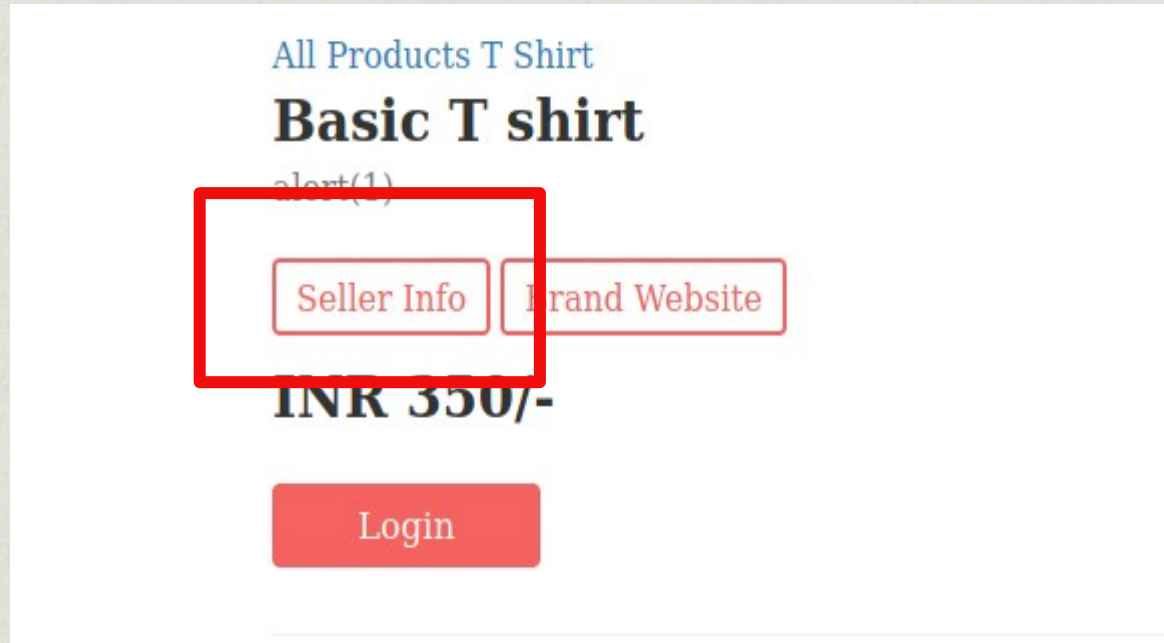 All Products T Shirt
Basic T shirt
alert(1)
Seller Info Brand Website
INR 350/-
Login